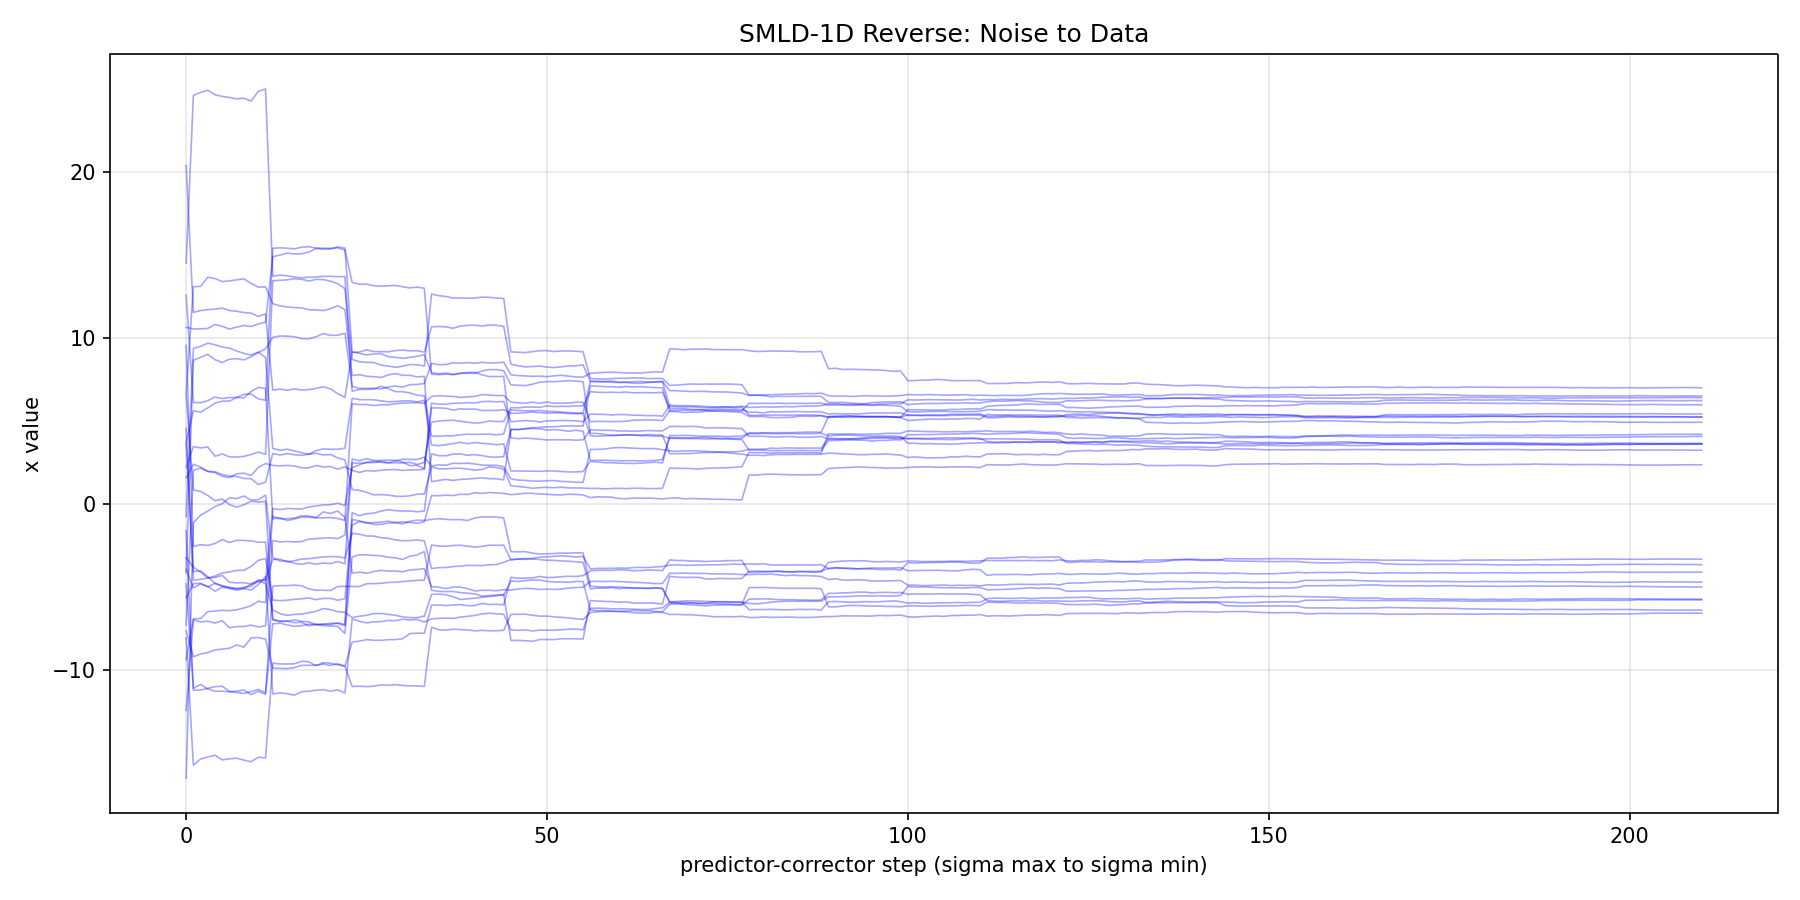 SMLD-1D Reverse: Noise to Data
x value
20
10
0
−10
0 50 100 150 200
predictor-corrector step (sigma max to sigma min)